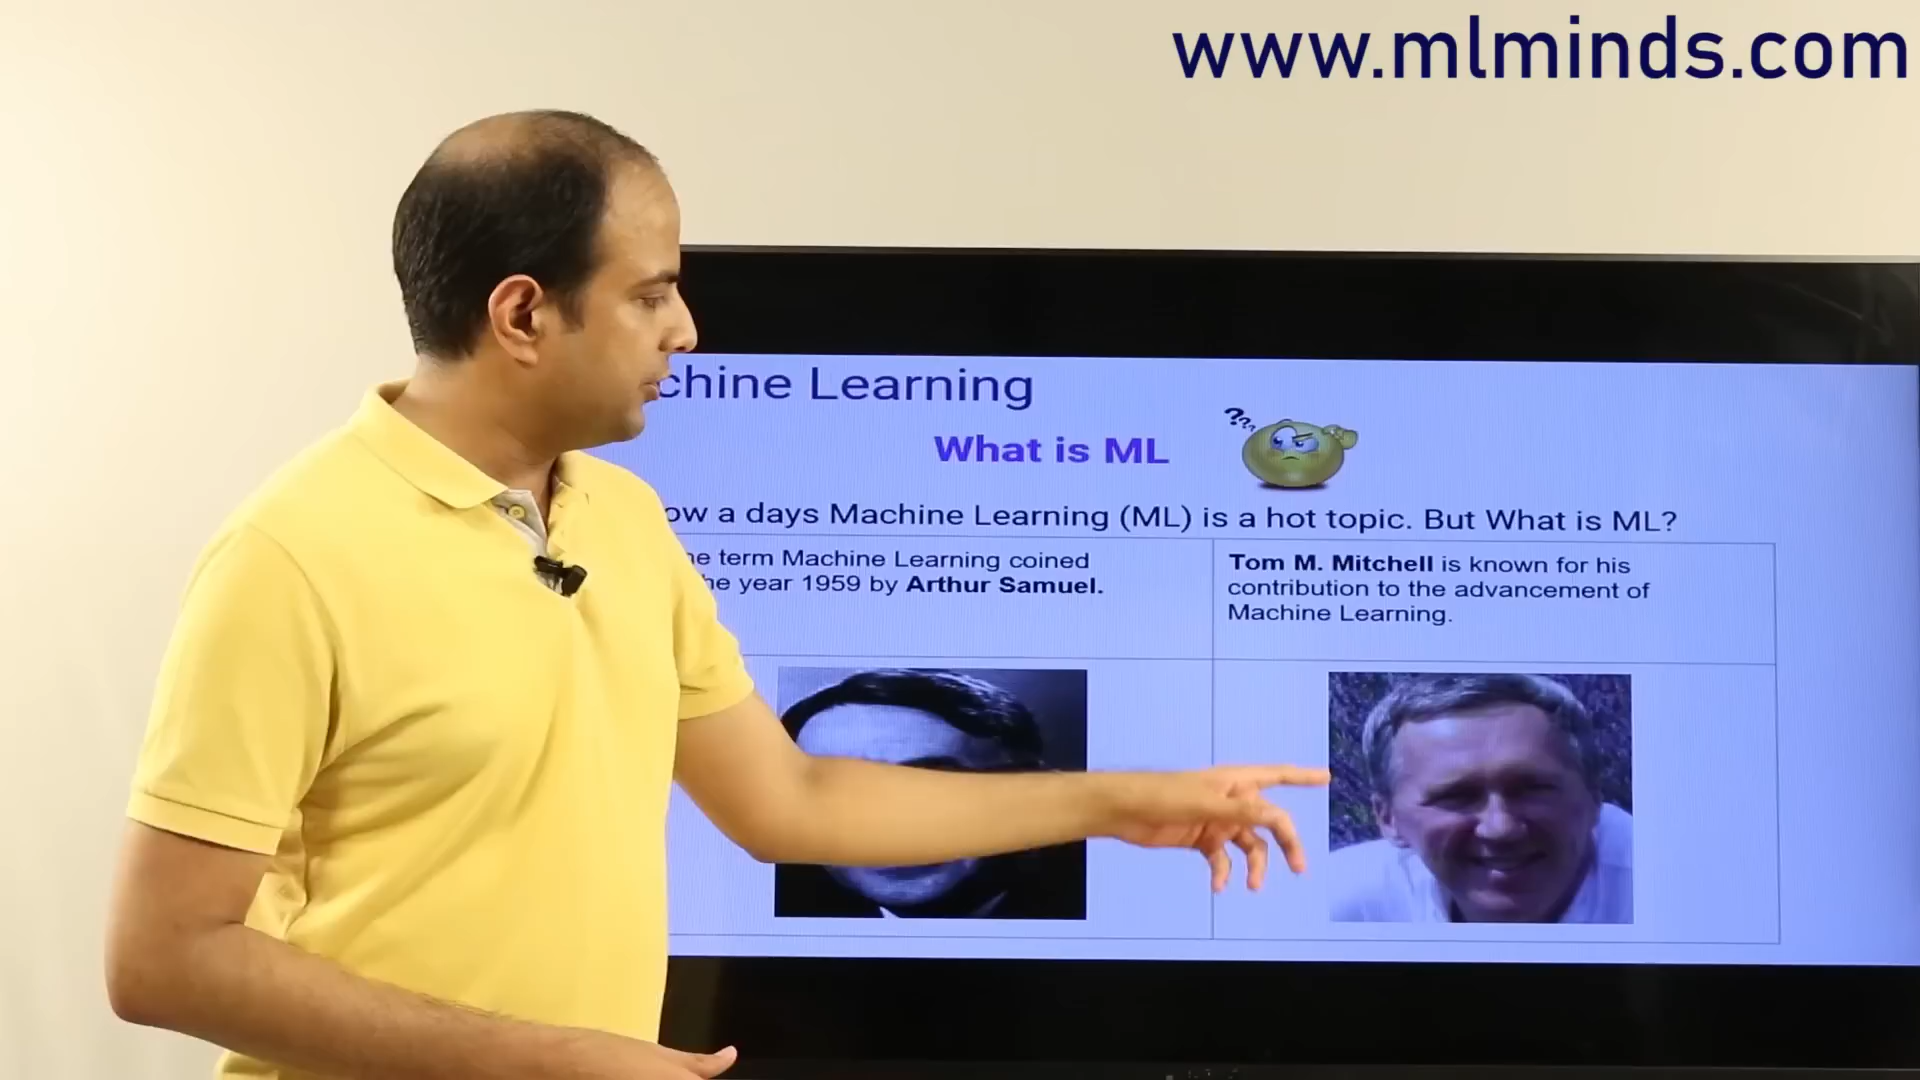 www.mlminds.com
chine Learning
What is ML
???
ow a days Machine Learning (ML) is a hot topic. But What is ML?
e term Machine Learning coined
he year 1959 by Arthur Samuel.
Tom M. Mitchell is known for his
contribution to the advancement of
Machine Learning.